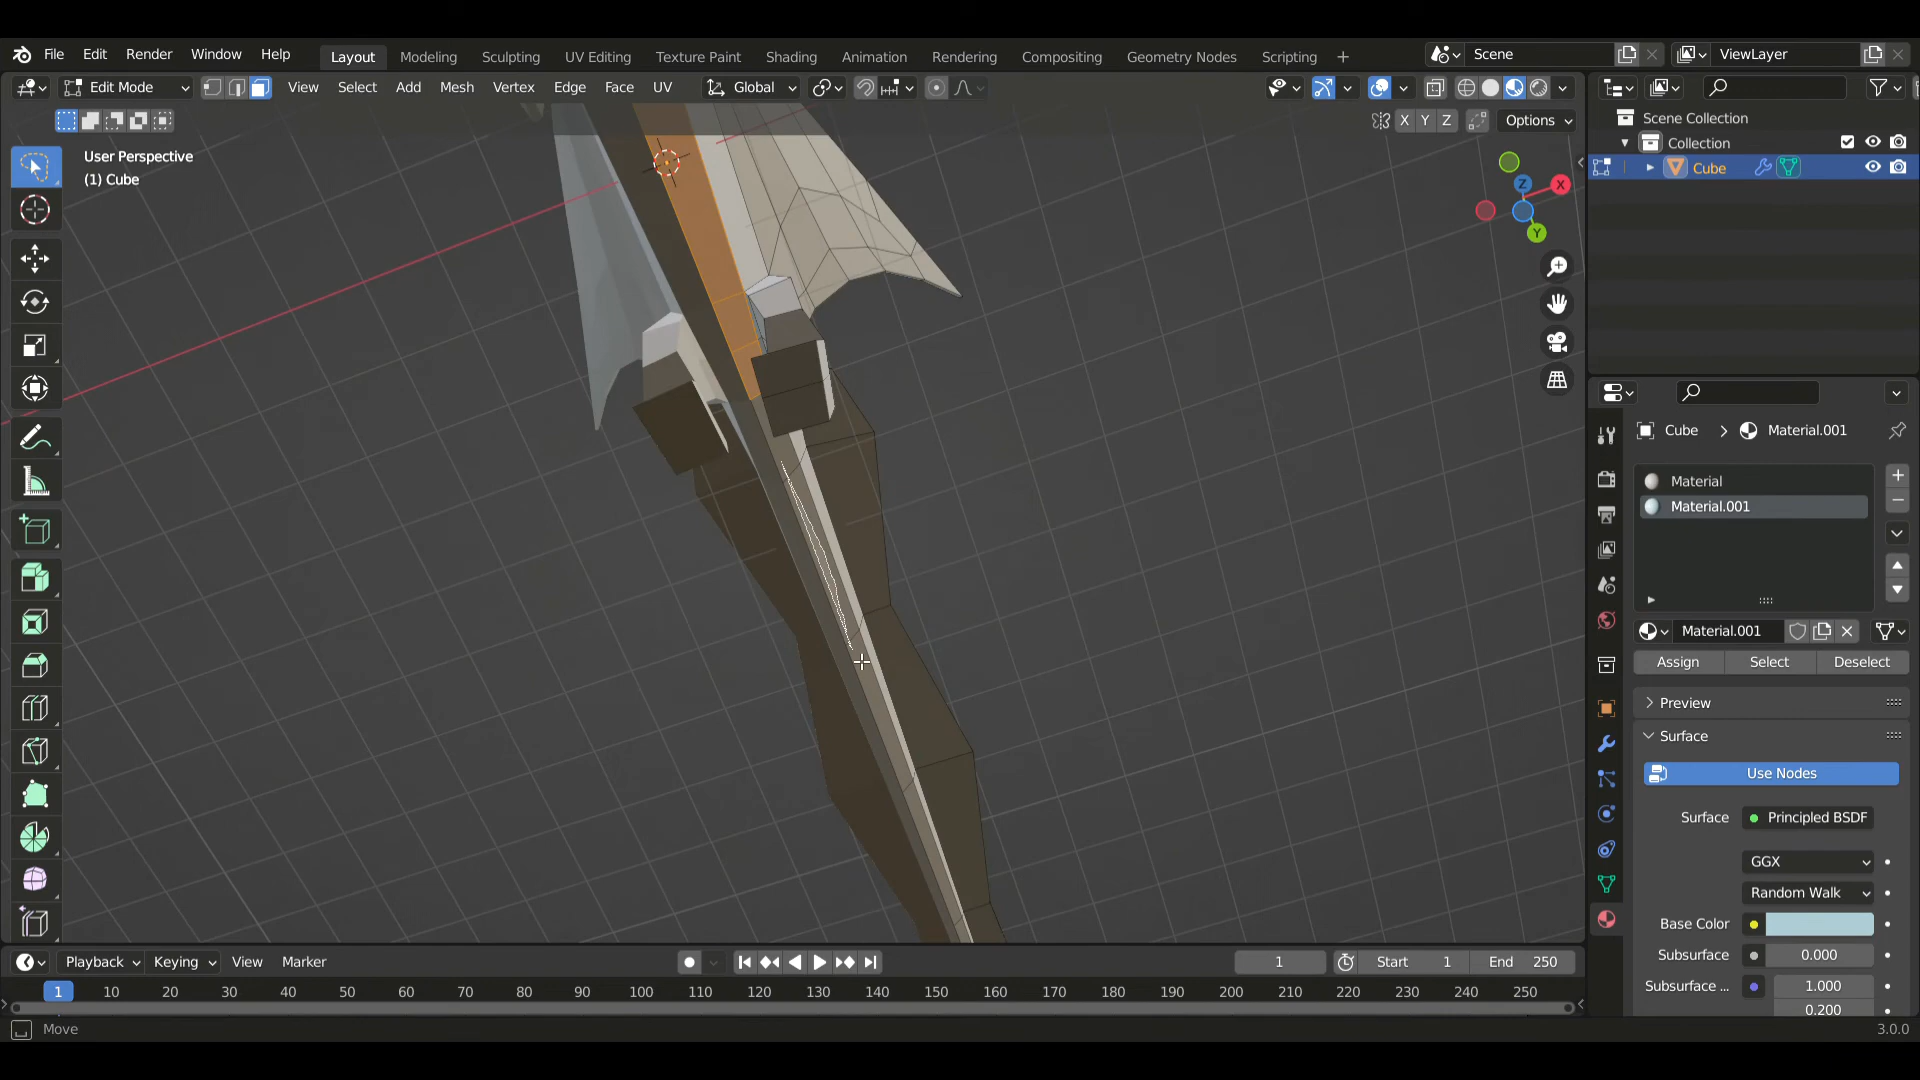 File Edit Render Window Help Layout Modeling Sculpting UV Editing Texture Paint Shading Animation Rendering Compositing Geometry Nodes Scripting + Scene ViewLayer
Edit Mode View Select Add Mesh Vertex Edge Face UV Global
X Y Z Options
User Perspective
(1) Cube
Z X
Y
Scene Collection
Collection
Cube
Cube > Material.001
Material
Material.001
Material.001
Assign Select Deselect
Preview
Surface
Use Nodes
Surface Principled BSDF
GGX
Random Walk
Base Color
Subsurface 0.000
Subsurface ... 1.000
0.200
Playback Keying View Marker 1 Start 1 End 250
1 10 20 30 40 50 60 70 80 90 100 110 120 130 140 150 160 170 180 190 200 210 220 230 240 250
Move 3.0.0